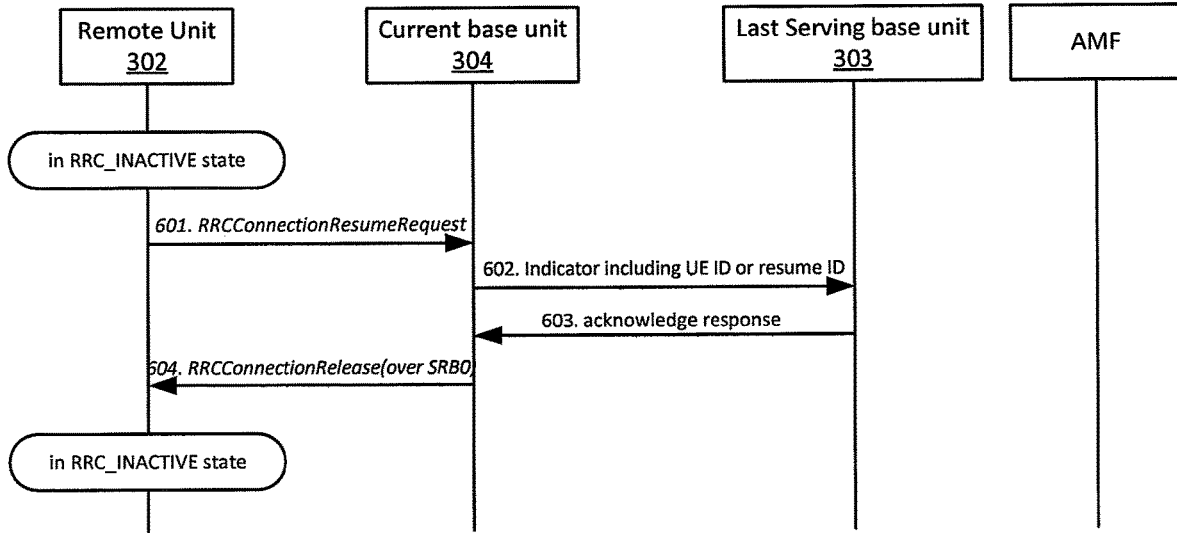 Remote Unit
302
Current base unit
304
Last Serving base unit
303
AMF
in RRC_INACTIVE state
601. RRCConnectionResumeRequest
602. Indicator including UE ID or resume ID
603. acknowledge response
604. RRCConnectionRelease(over SRB0)
in RRC_INACTIVE state